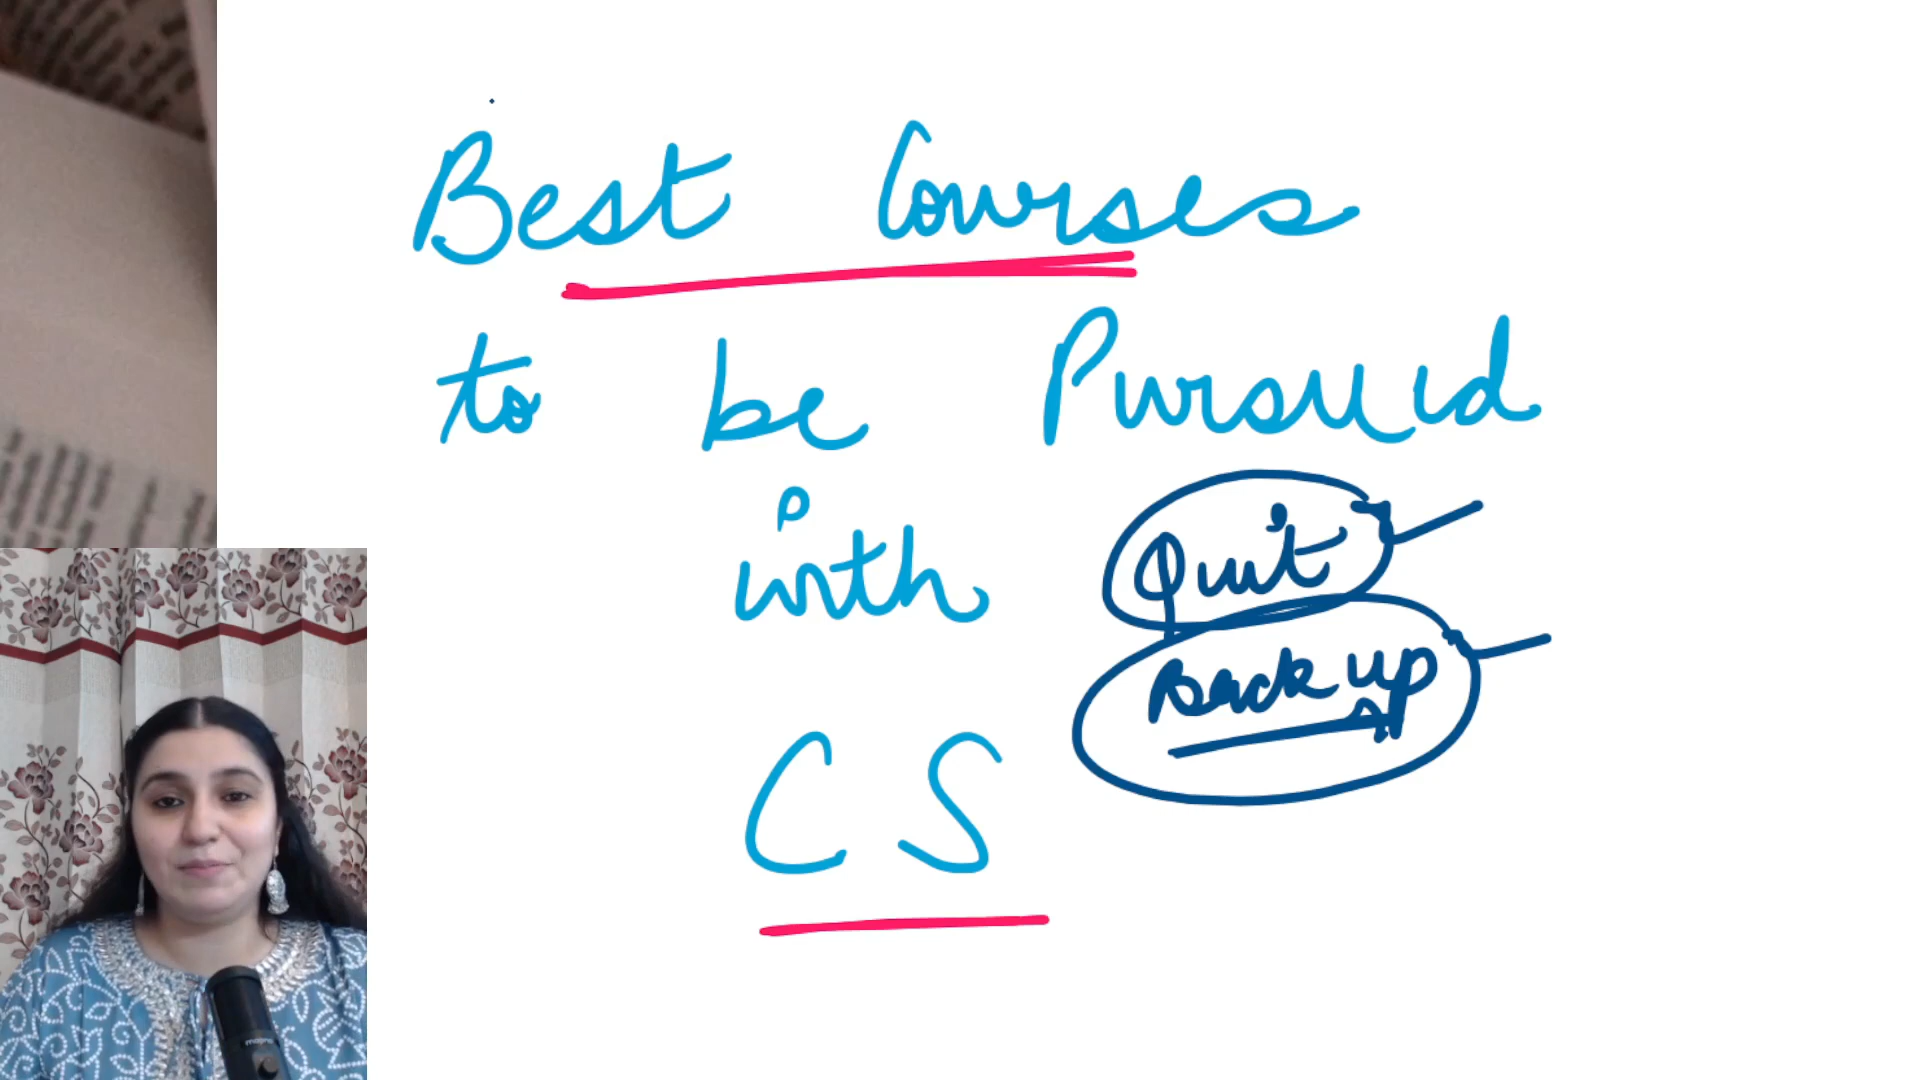 Best Courses
to be Pursued
with
Quit
Back up
CS